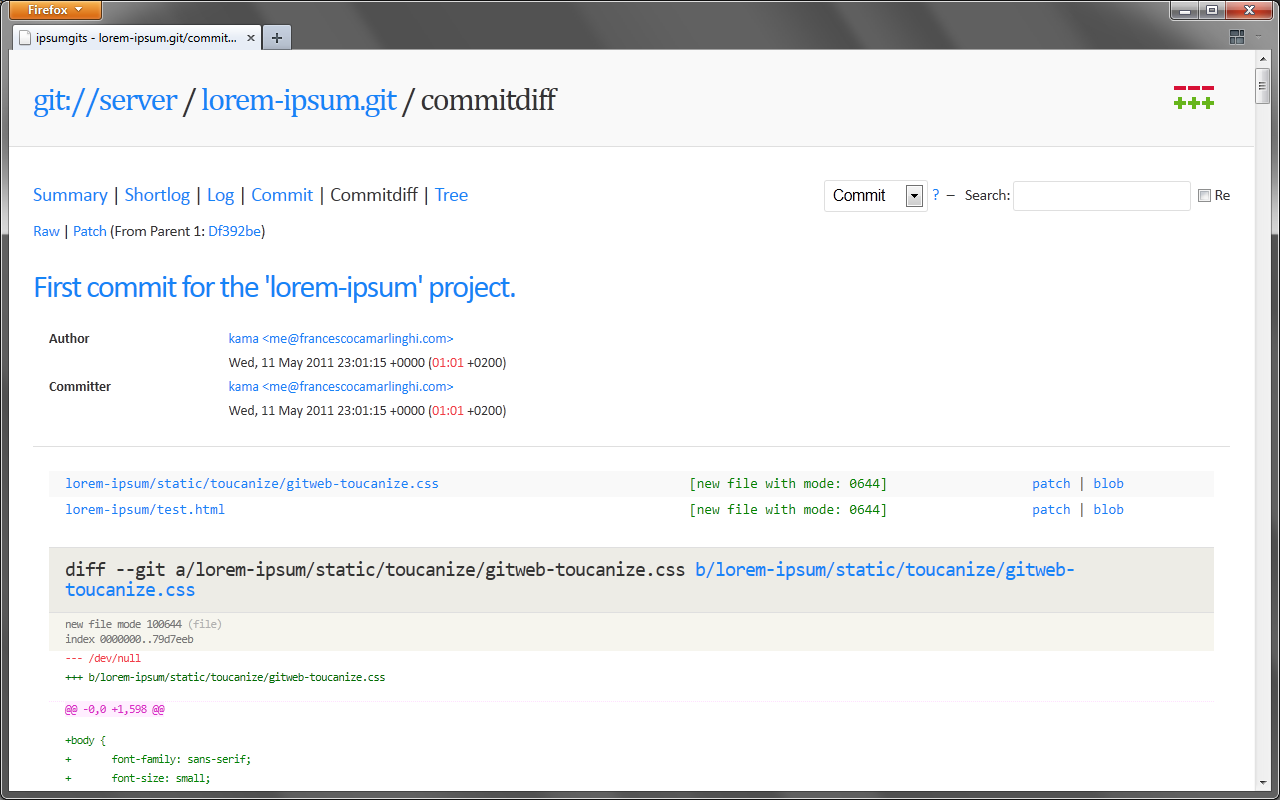 Firefox
ipsumgits - lorem-ipsum.git/commit...
git://server / lorem-ipsum.git / commitdiff
Summary | Shortlog | Log | Commit | Commitdiff | Tree
Commit ? – Search: Re
Raw | Patch (From Parent 1: Df392be)
First commit for the 'lorem-ipsum' project.
Author kama <me@francescocamarlinghi.com>
Wed, 11 May 2011 23:01:15 +0000 (01:01 +0200)
Committer kama <me@francescocamarlinghi.com>
Wed, 11 May 2011 23:01:15 +0000 (01:01 +0200)
lorem-ipsum/static/toucanize/gitweb-toucanize.css [new file with mode: 0644] patch | blob
lorem-ipsum/test.html [new file with mode: 0644] patch | blob
diff --git a/lorem-ipsum/static/toucanize/gitweb-toucanize.css b/lorem-ipsum/static/toucanize/gitweb-
toucanize.css
new file mode 100644 (file)
index 0000000..79d7eeb
--- /dev/null
+++ b/lorem-ipsum/static/toucanize/gitweb-toucanize.css
@@ -0,0 +1,598 @@
+body {
+ font-family: sans-serif;
+ font-size: small;